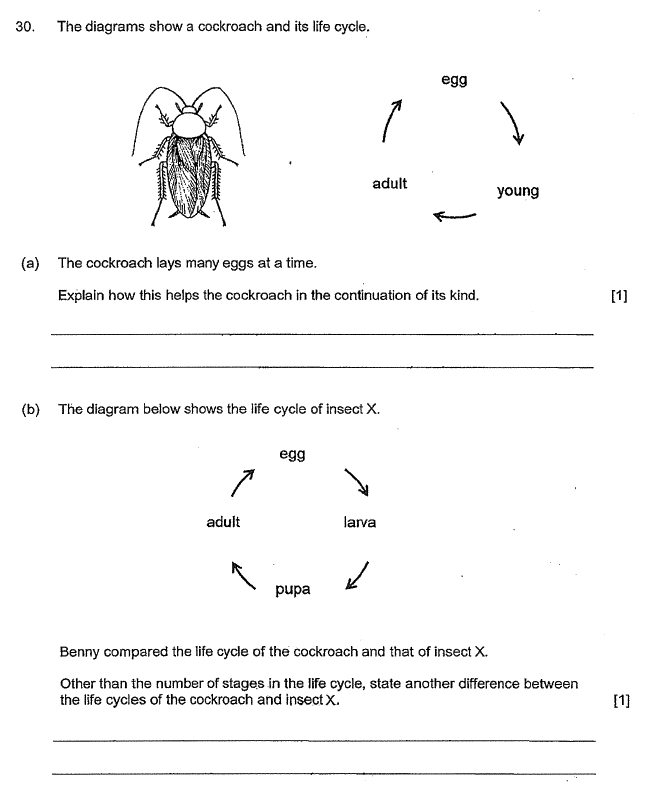 30. The diagrams show a cockroach and its life cycle.
egg
adult
young
(a) The cockroach lays many eggs at a time.
Explain how this helps the cockroach in the continuation of its kind. [1]
(b) The diagram below shows the life cycle of insect X.
egg
adult larva
pupa
Benny compared the life cycle of the cockroach and that of insect X.
Other than the number of stages in the life cycle, state another difference between
the life cycles of the cockroach and insect X. [1]